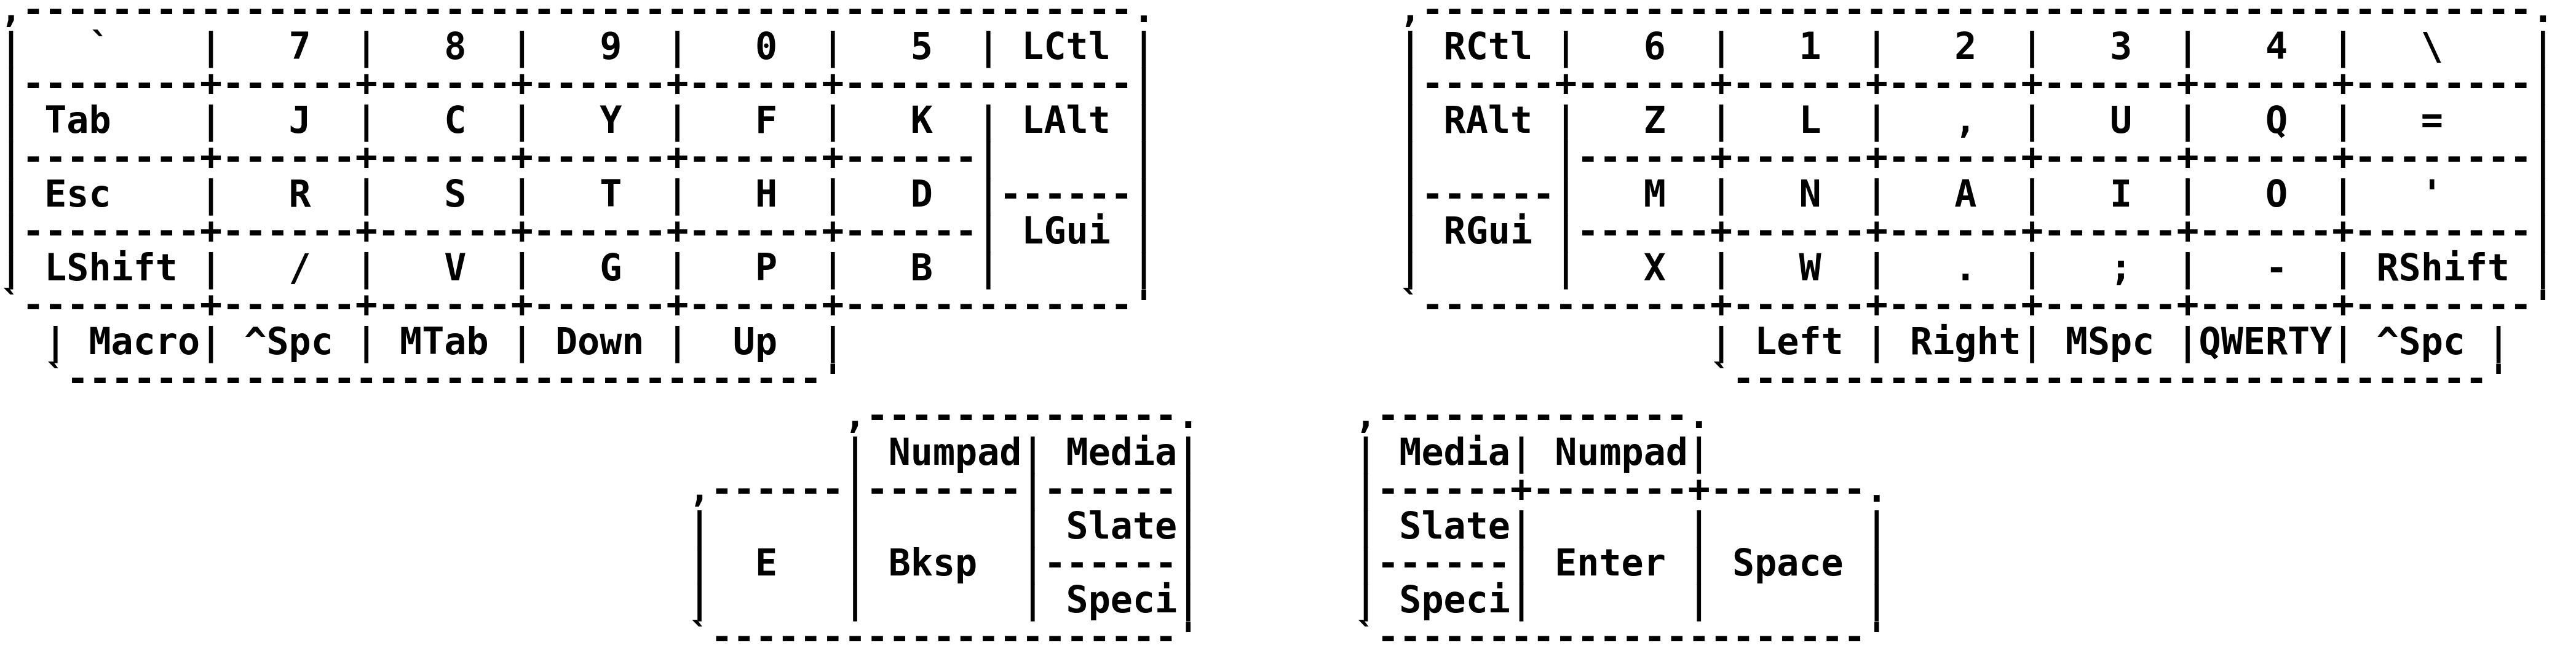 ,--------------------------------------------------. ,--------------------------------------------------.
| ` | 7 | 8 | 9 | 0 | 5 | LCtl | | RCtl | 6 | 1 | 2 | 3 | 4 | \ |
|--------+------+------+------+------+-------------| |------+------+------+------+------+------+--------|
| Tab | J | C | Y | F | K | LAlt | | RAlt | Z | L | , | U | Q | = |
|--------+------+------+------+------+------| | | |------+------+------+------+------+--------|
| Esc | R | S | T | H | D |------| |------| M | N | A | I | O | ' |
|--------+------+------+------+------+------| LGui | | RGui |------+------+------+------+------+--------|
| LShift | / | V | G | P | B | | | | X | W | . | ; | - | RShift |
`--------+------+------+------+------+-------------' `-------------+------+------+------+------+--------'
| Macro| ^Spc | MTab | Down | Up | | Left | Right| MSpc |QWERTY| ^Spc |
`----------------------------------' `----------------------------------'
,--------------. ,--------------.
| Numpad| Media| | Media| Numpad|
,------|-------|------| |------+-------+-------.
| | | Slate| | Slate| | |
| E | Bksp |------| |------| Enter | Space |
| | | Speci| | Speci| | |
`---------------------' `----------------------'